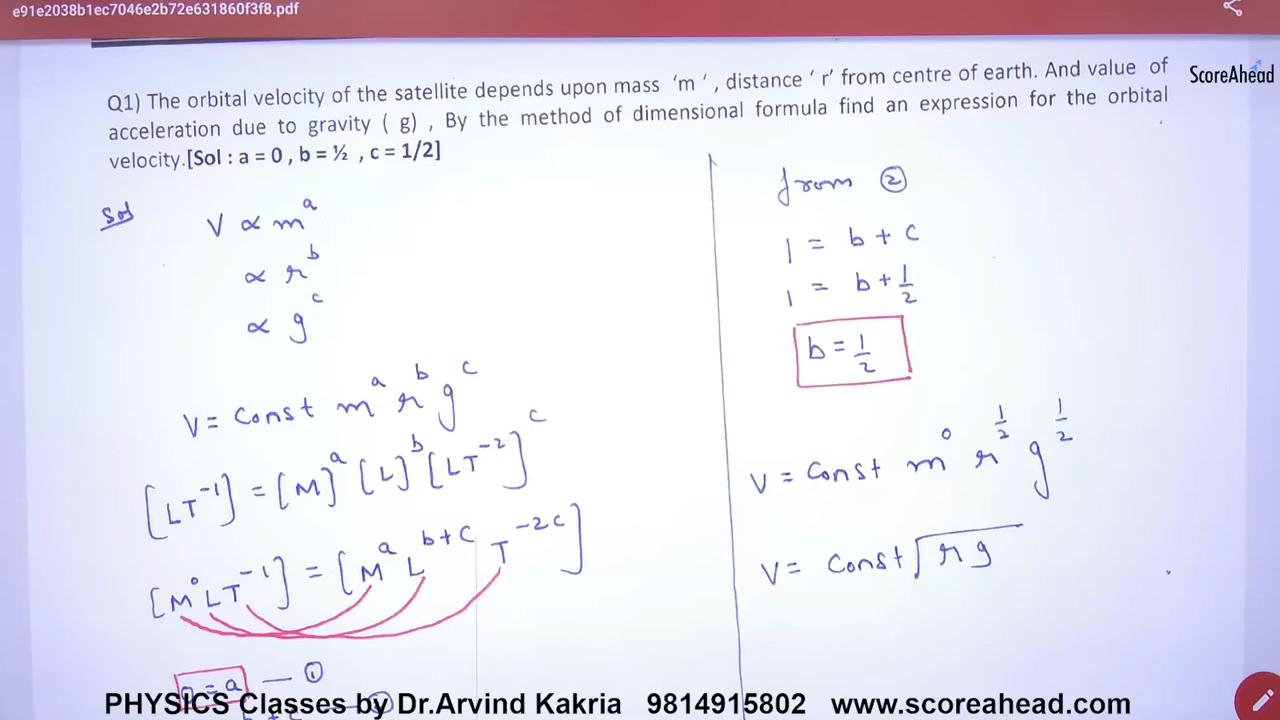 e91e2038b1ec7046e2b72e631860f3f8.pdf
ScoreAhead
Q1) The orbital velocity of the satellite depends upon mass 'm ' , distance ' r' from centre of earth. And value of
acceleration due to gravity ( g) , By the method of dimensional formula find an expression for the orbital
velocity.[Sol : a = 0 , b = ½ , c = 1/2]
Sol
V ∝ m^a
∝ r^b
∝ g^c
V = Const m^a r^b g^c
[LT^-1] = [M]^a [L]^b [LT^-2]^c
[M^0 LT^-1] = [M^a L^(b+c) T^(-2c)]
0 = a — ①
from ②
1 = b + c
1 = b + 1/2
b = 1/2
V = Const m^0 r^(1/2) g^(1/2)
V = Const √(rg)
PHYSICS Classes by Dr.Arvind Kakria 9814915802 www.scoreahead.com